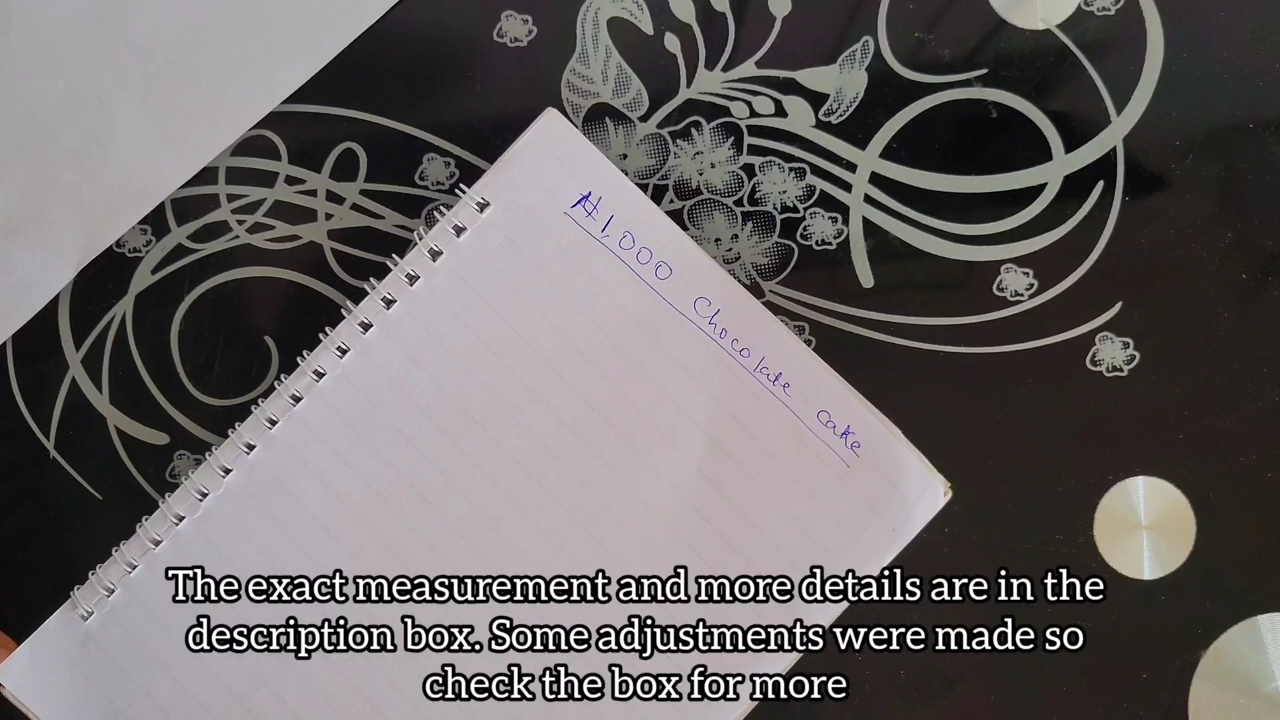 ₦1,000 Chocolate cake
The exact measurement and more details are in the
description box. Some adjustments were made so
check the box for more